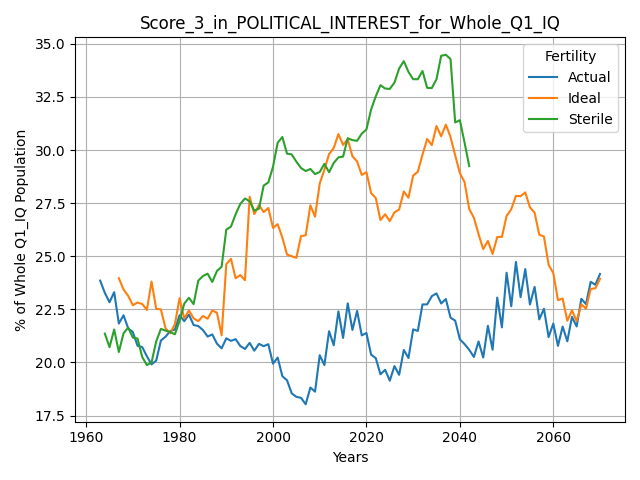 Score_3_in_POLITICAL_INTEREST_for_Whole_Q1_IQ
Fertility
Actual
Ideal
Sterile
% of Whole Q1_IQ Population
35.0
32.5
30.0
27.5
25.0
22.5
20.0
17.5
1960
1980
2000
2020
2040
2060
Years